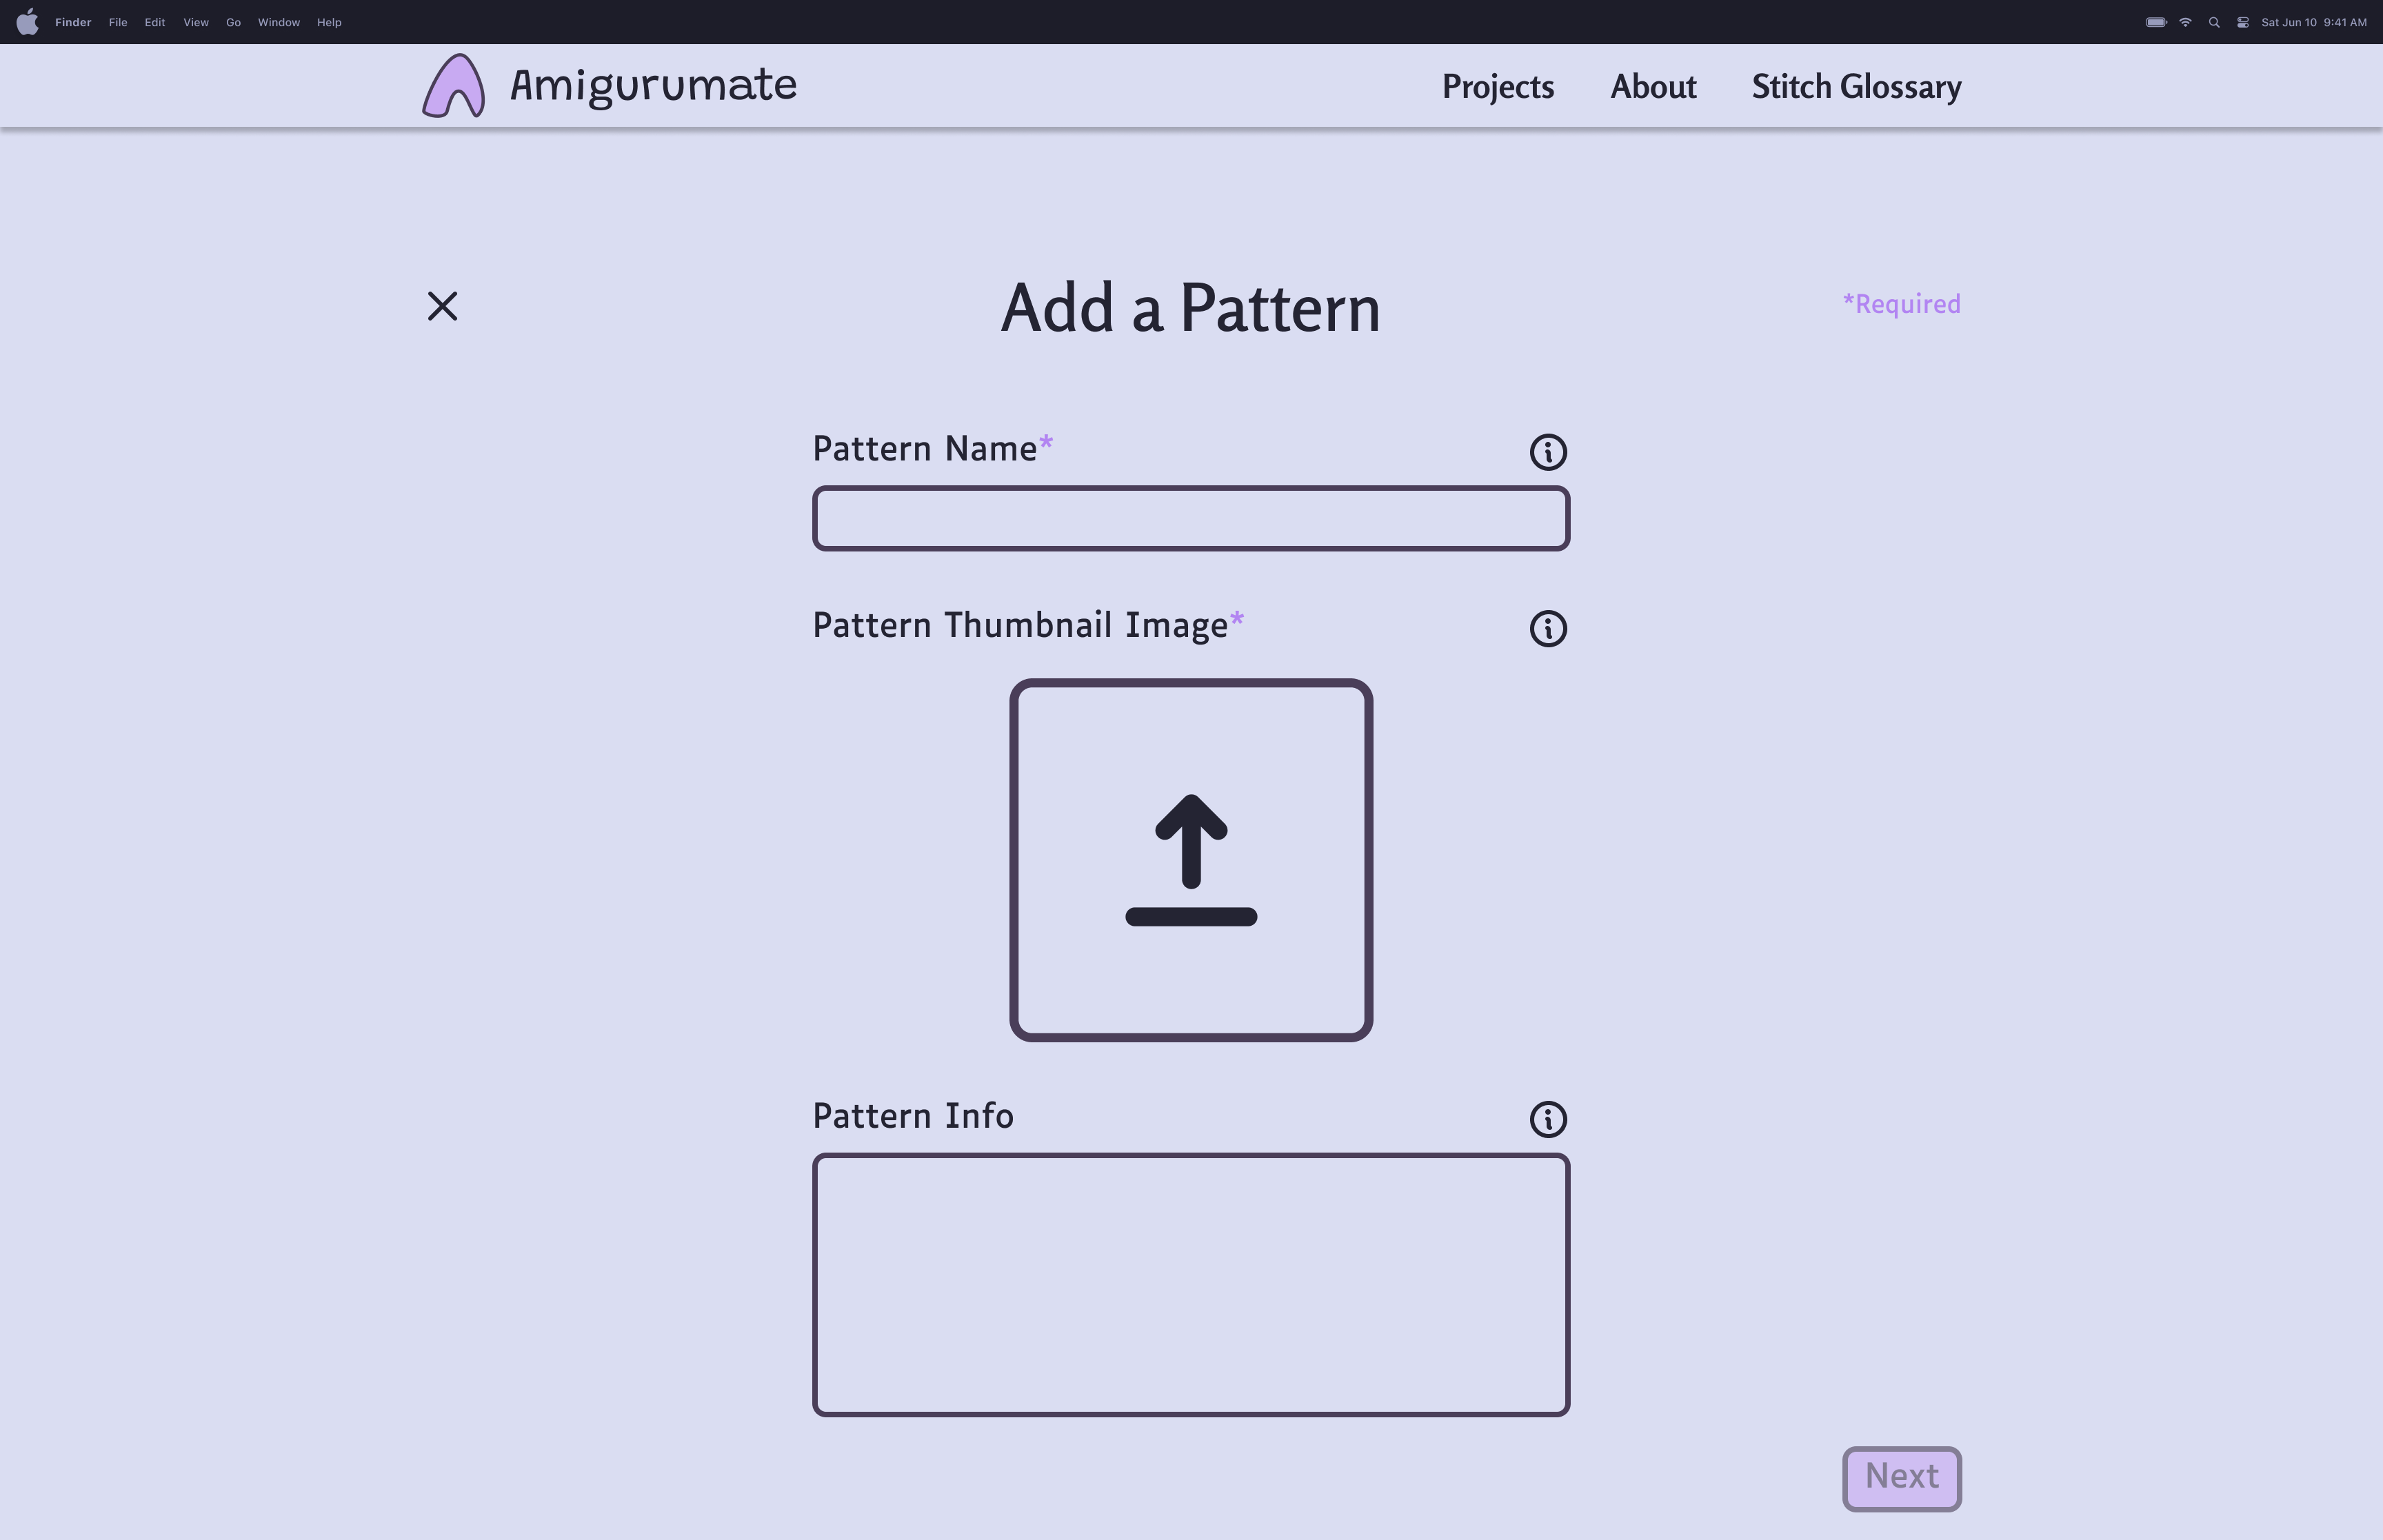 Finder File Edit View Go Window Help Sat Jun 10 9:41 AM
Amigurumate Projects About Stitch Glossary
Add a Pattern *Required
Pattern Name*
Pattern Thumbnail Image*
Pattern Info
Next